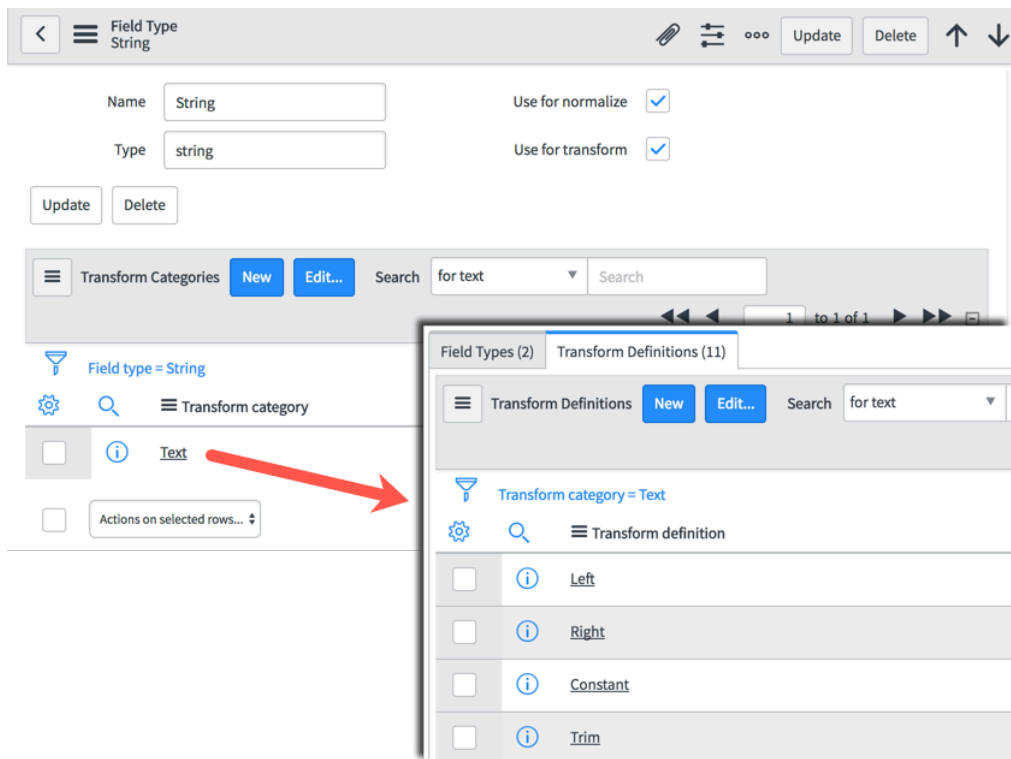 Field Type
String
Update
Delete
Name
String
Use for normalize
Type
string
Use for transform
Update
Delete
Transform Categories
New
Edit...
Search
for text
Search
1 to 1 of 1
Field type = String
Transform category
Text
Actions on selected rows...
Field Types (2)
Transform Definitions (11)
Transform Definitions
New
Edit...
Search
for text
Transform category = Text
Transform definition
Left
Right
Constant
Trim